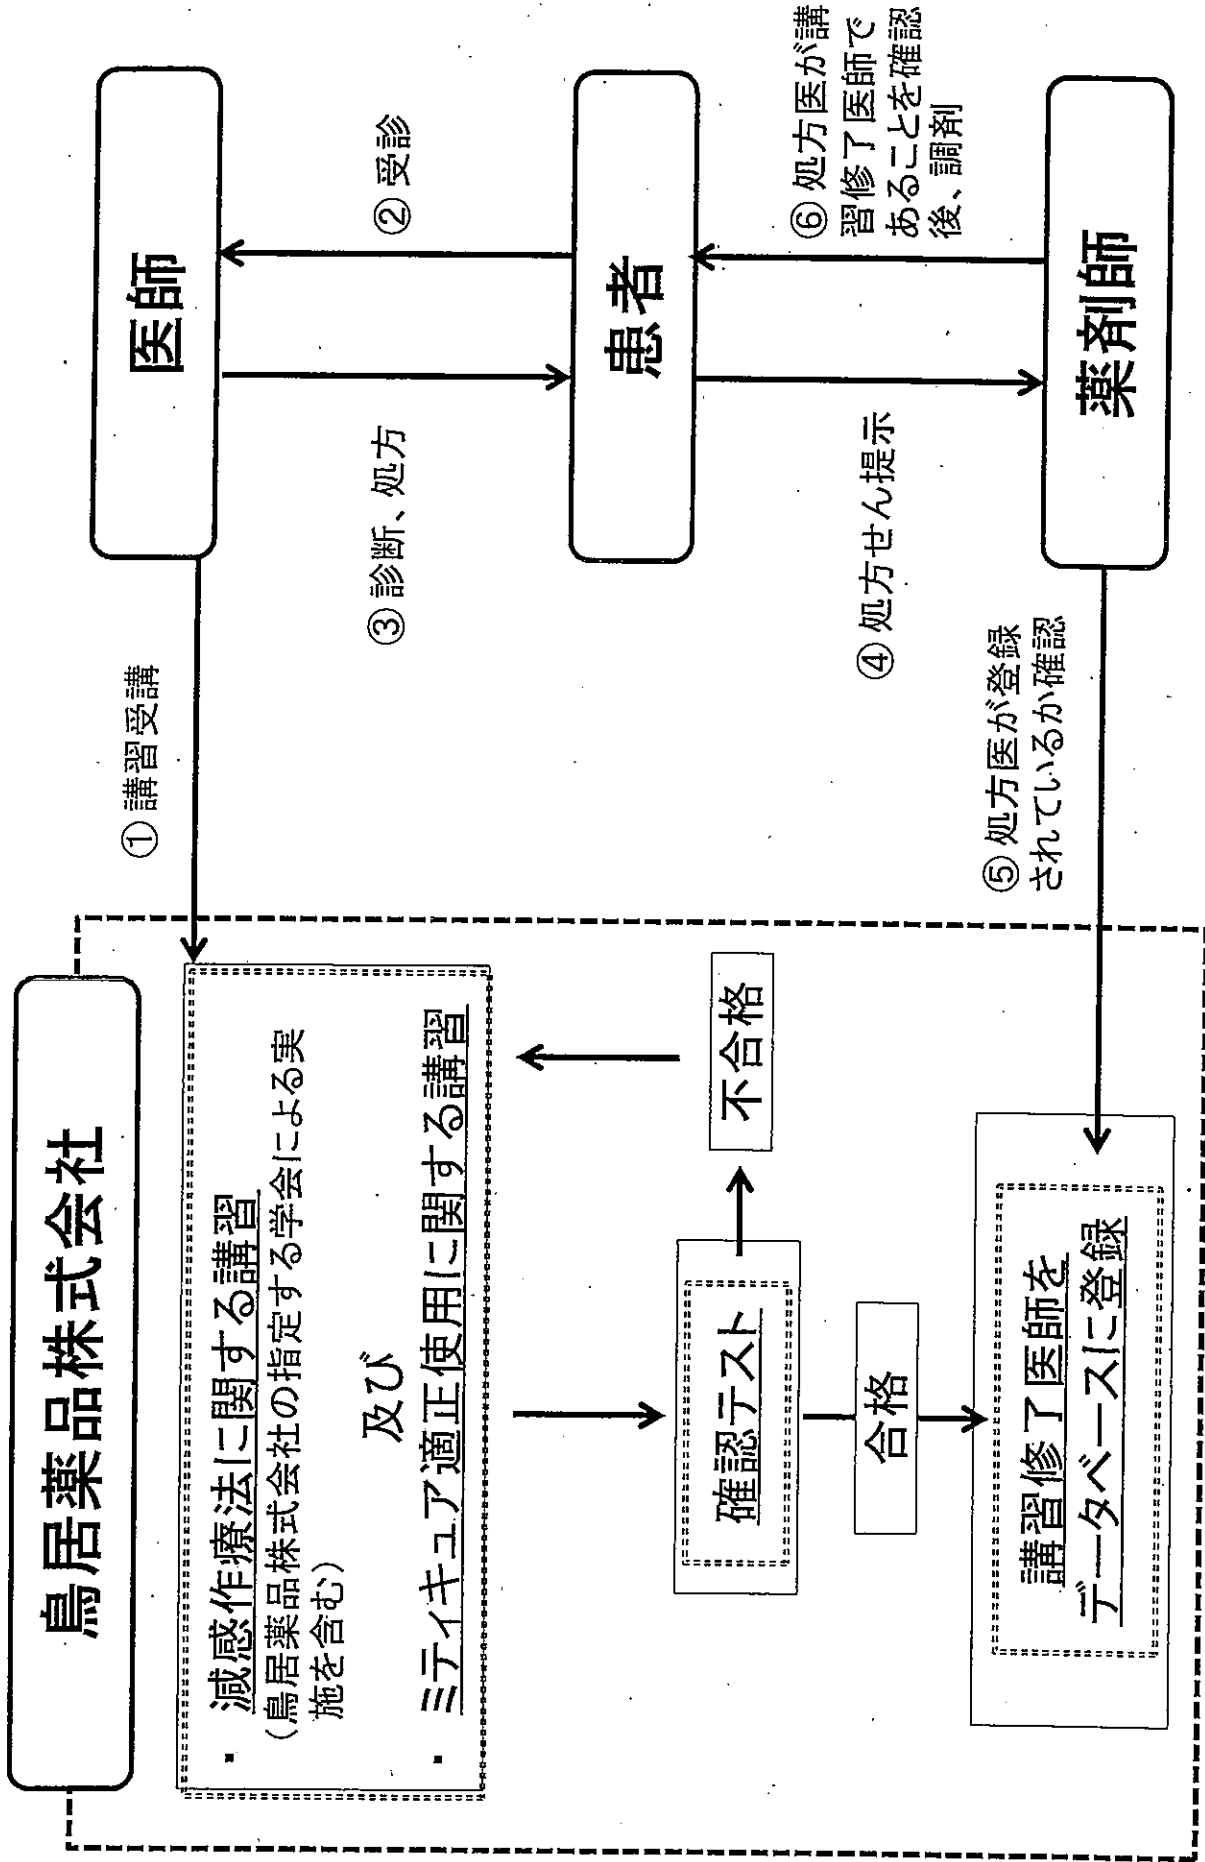 鳥居薬品株式会社
・減感作療法に関する講習
(鳥居薬品株式会社の指定する学会による実
施を含む)
及び
・ミティキュア適正使用に関する講習
確認テスト
不合格
合格
講習修了医師を
データベースに登録
① 講習受講
医師
② 受診
③ 診断、処方
患者
④ 処方せん提示
⑤ 処方医が登録
されているか確認
⑥ 処方医が講
習修了医師で
あることを確認
後、調剤
薬剤師